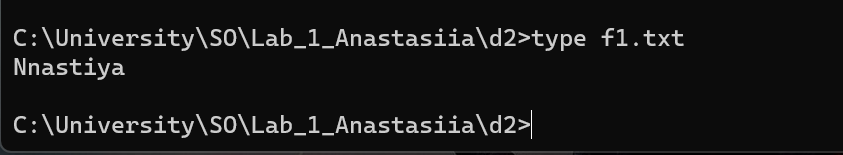 C:\University\SO\Lab_1_Anastasiia\d2>type f1.txt
Nnastiya
C:\University\SO\Lab_1_Anastasiia\d2>